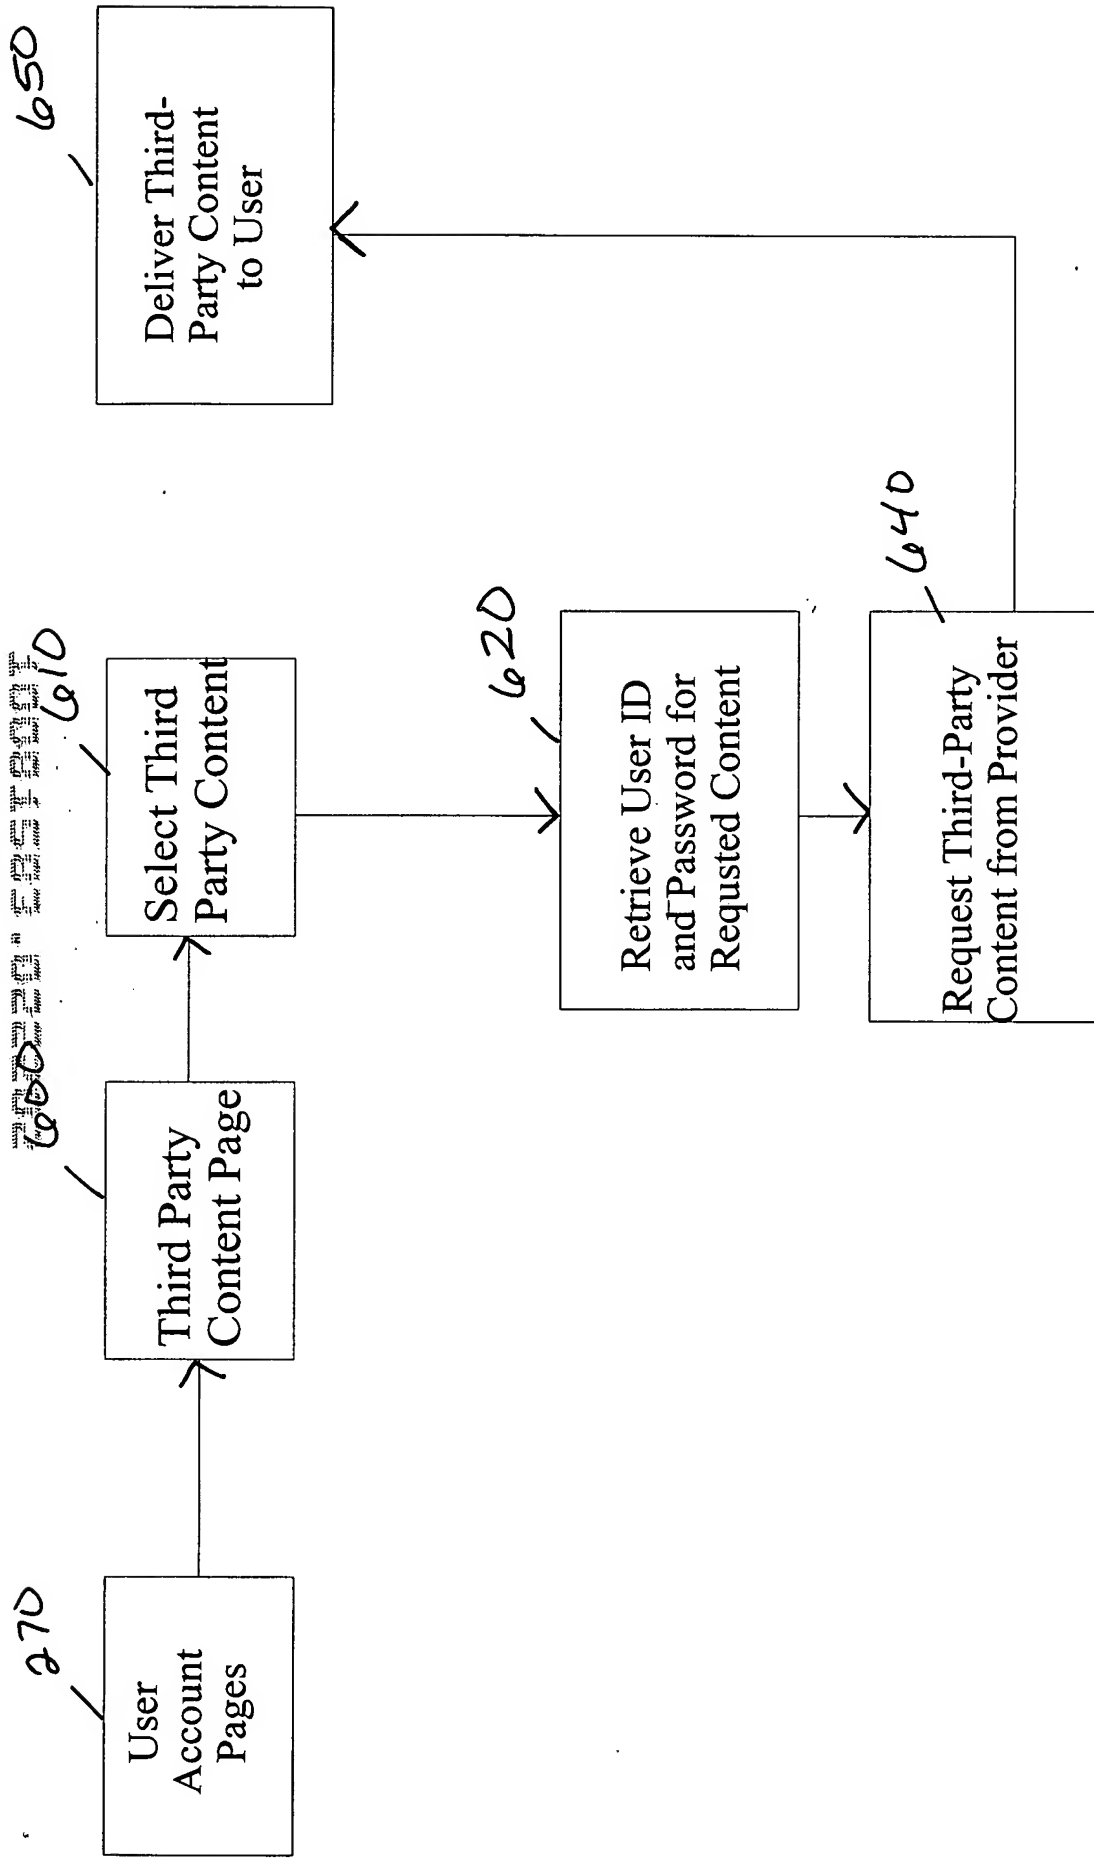 270
User
Account
Pages
600
Third Party
Content Page
610
Select Third
Party Content
620
Retrieve User ID
and Password for
Requsted Content
640
Request Third-Party
Content from Provider
650
Deliver Third-
Party Content
to User